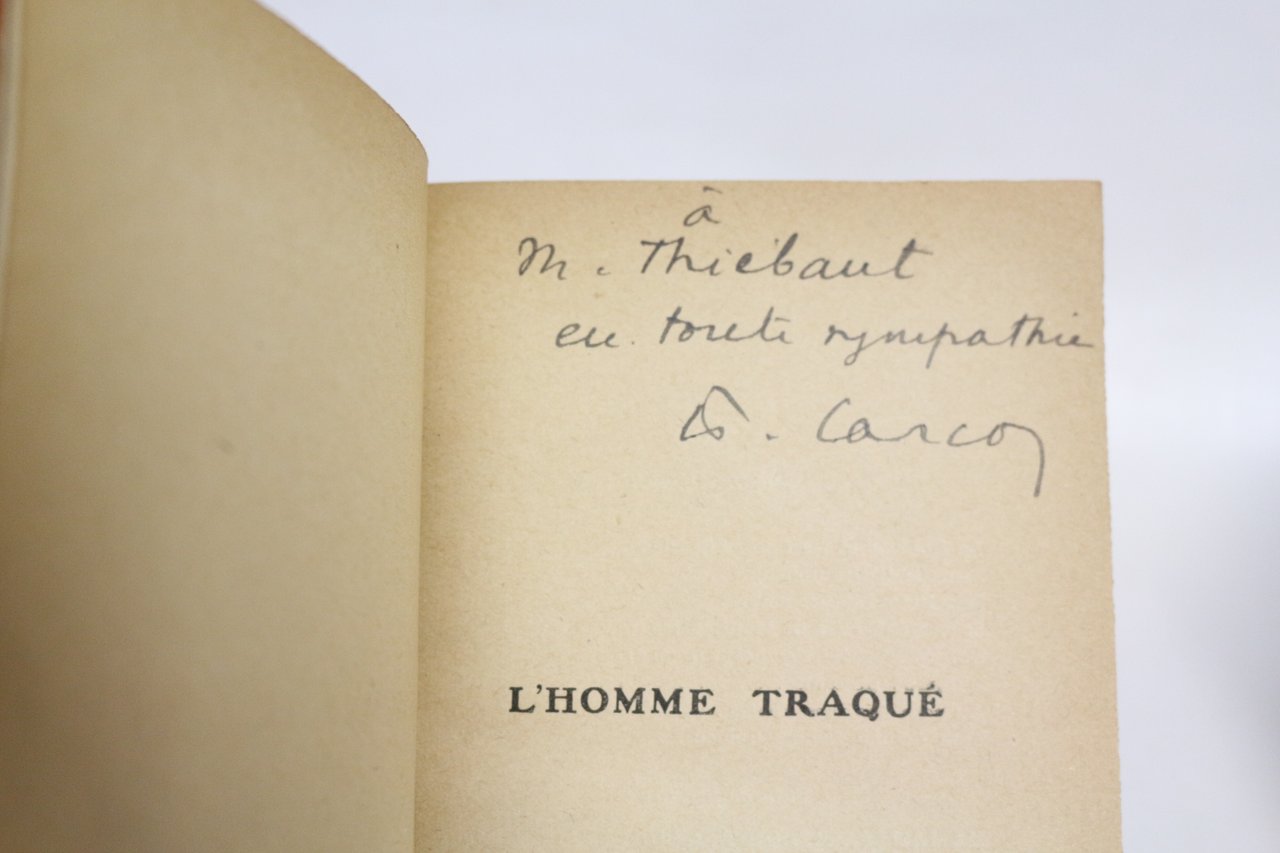 à
M. Thiébaut
en toute sympathie
F. Carco
L'HOMME TRAQUÉ